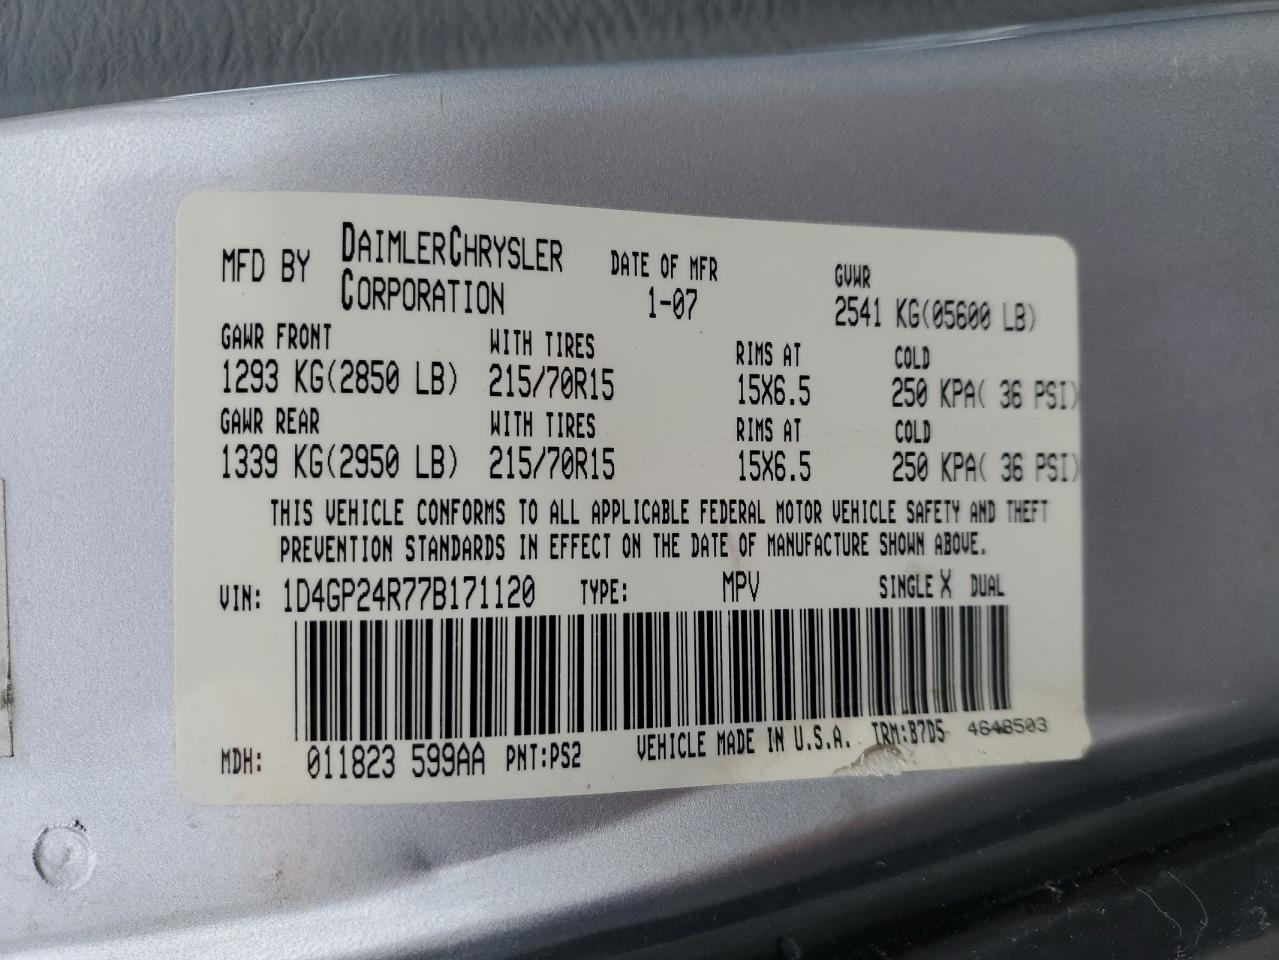 MFD BY DAIMLERCHRYSLER CORPORATION DATE OF MFR 1-07 GVWR 2541 KG(05600 LB)
GAWR FRONT WITH TIRES RIMS AT COLD
1293 KG(2850 LB) 215/70R15 15X6.5 250 KPA( 36 PSI)
GAWR REAR WITH TIRES RIMS AT COLD
1339 KG(2950 LB) 215/70R15 15X6.5 250 KPA( 36 PSI)
THIS VEHICLE CONFORMS TO ALL APPLICABLE FEDERAL MOTOR VEHICLE SAFETY AND THEFT
PREVENTION STANDARDS IN EFFECT ON THE DATE OF MANUFACTURE SHOWN ABOVE.
VIN: 1D4GP24R77B171120 TYPE: MPV SINGLE X DUAL
MDH: 011823 599AA PNT:PS2 VEHICLE MADE IN U.S.A. TRM:B7D5 4648503